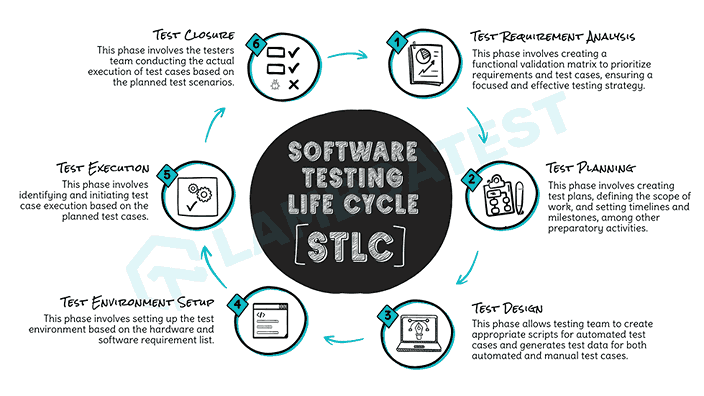 TEST CLOSURE
This phase involves the testers
team conducting the actual
execution of test cases based on
the planned test scenarios.
6
1
TEST REQUIREMENT ANALYSIS
This phase involves creating a
functional validation matrix to prioritize
requirements and test cases, ensuring a
focused and effective testing strategy.
TEST EXECUTION
This phase involves
identifying and initiating test
case execution based on the
planned test cases.
5
SOFTWARE
TESTING
LIFE CYCLE
[STLC]
2
TEST PLANNING
This phase involves creating
test plans, defining the scope of
work, and setting timelines and
milestones, among other
preparatory activities.
TEST ENVIRONMENT SETUP
This phase involves setting up the test
environment based on the hardware and
software requirement list.
4
</>
3
TEST DESIGN
This phase allows testing team to create
appropriate scripts for automated test
cases and generates test data for both
automated and manual test cases.
LAMBDATEST